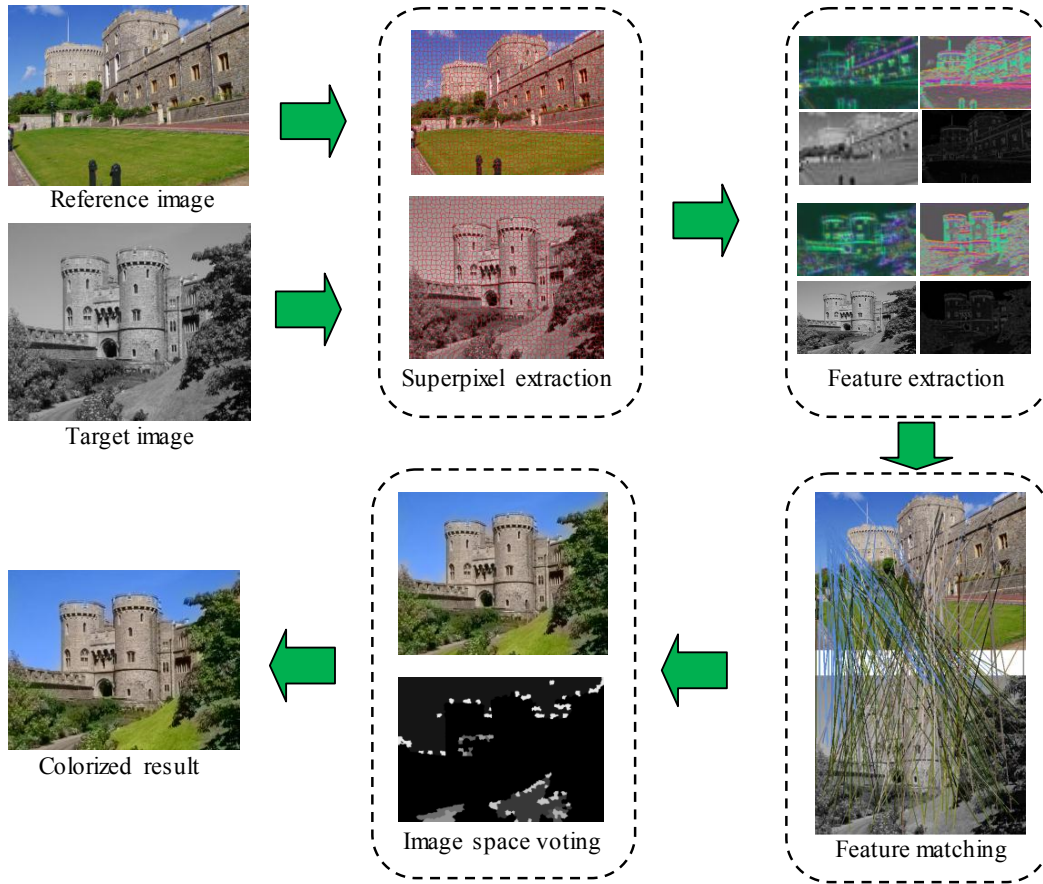 Reference image
Target image
Superpixel extraction
Feature extraction
Feature matching
Image space voting
Colorized result